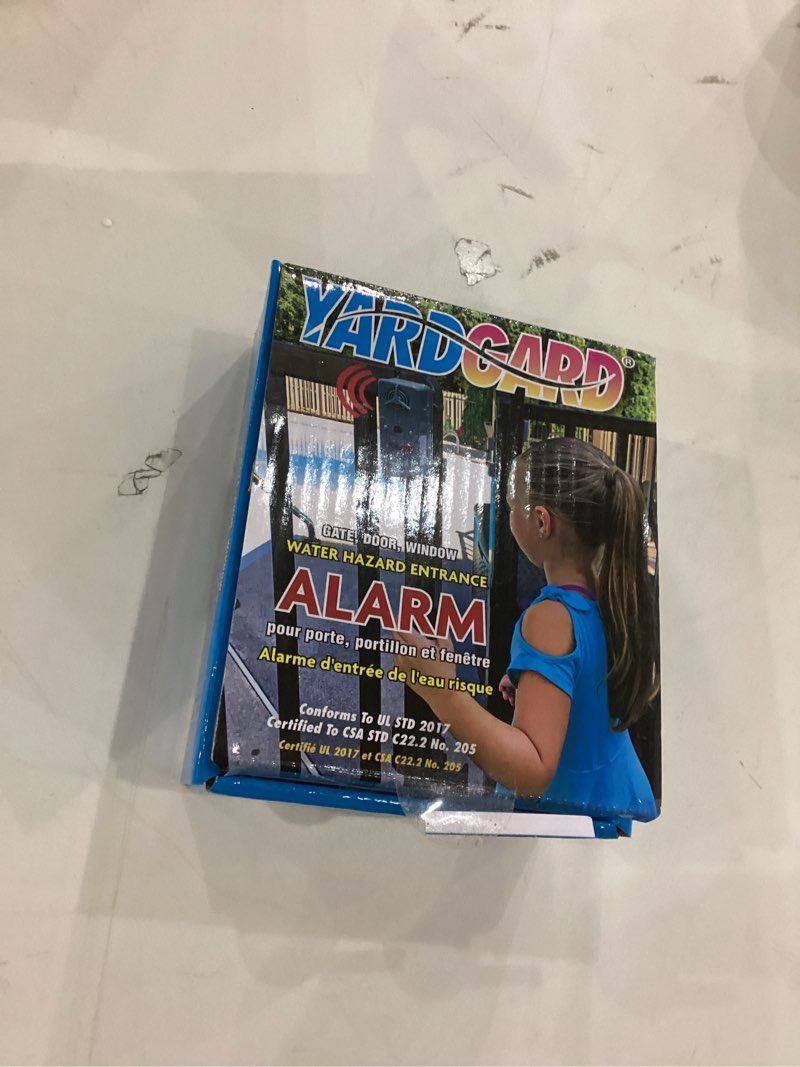 YARDGARD®
GATE, DOOR, WINDOW
WATER HAZARD ENTRANCE
ALARM
pour porte, portillon et fenêtre
Alarme d'entrée de l'eau risque
Conforms To UL STD 2017
Certified To CSA STD C22.2 No. 205
Certifié UL 2017 et CSA C22.2 No. 205